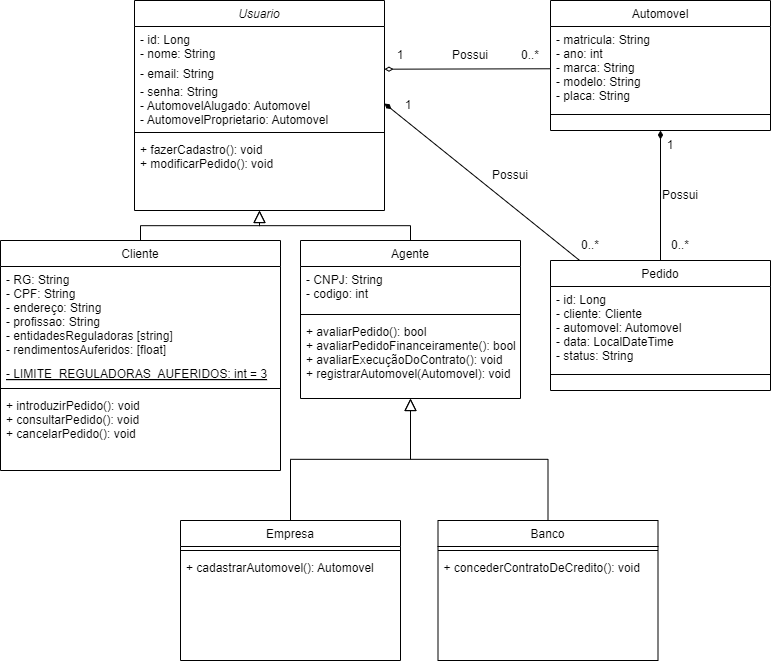 Usuario
- id: Long
- nome: String
- email: String
- senha: String
- AutomovelAlugado: Automovel
- AutomovelProprietario: Automovel
+ fazerCadastro(): void
+ modificarPedido(): void
1
Possui
0..*
Automovel
- matricula: String
- ano: int
- marca: String
- modelo: String
- placa: String
1
Possui
0..*
1
Possui
0..*
Cliente
- RG: String
- CPF: String
- endereço: String
- profissao: String
- entidadesReguladoras [string]
- rendimentosAuferidos: [float]
- LIMITE_REGULADORAS_AUFERIDOS: int = 3
+ introduzirPedido(): void
+ consultarPedido(): void
+ cancelarPedido(): void
Agente
- CNPJ: String
- codigo: int
+ avaliarPedido(): bool
+ avaliarPedidoFinanceiramente(): bool
+ avaliarExecuçãoDoContrato(): void
+ registrarAutomovel(Automovel): void
Pedido
- id: Long
- cliente: Cliente
- automovel: Automovel
- data: LocalDateTime
- status: String
Empresa
+ cadastrarAutomovel(): Automovel
Banco
+ concederContratoDeCredito(): void